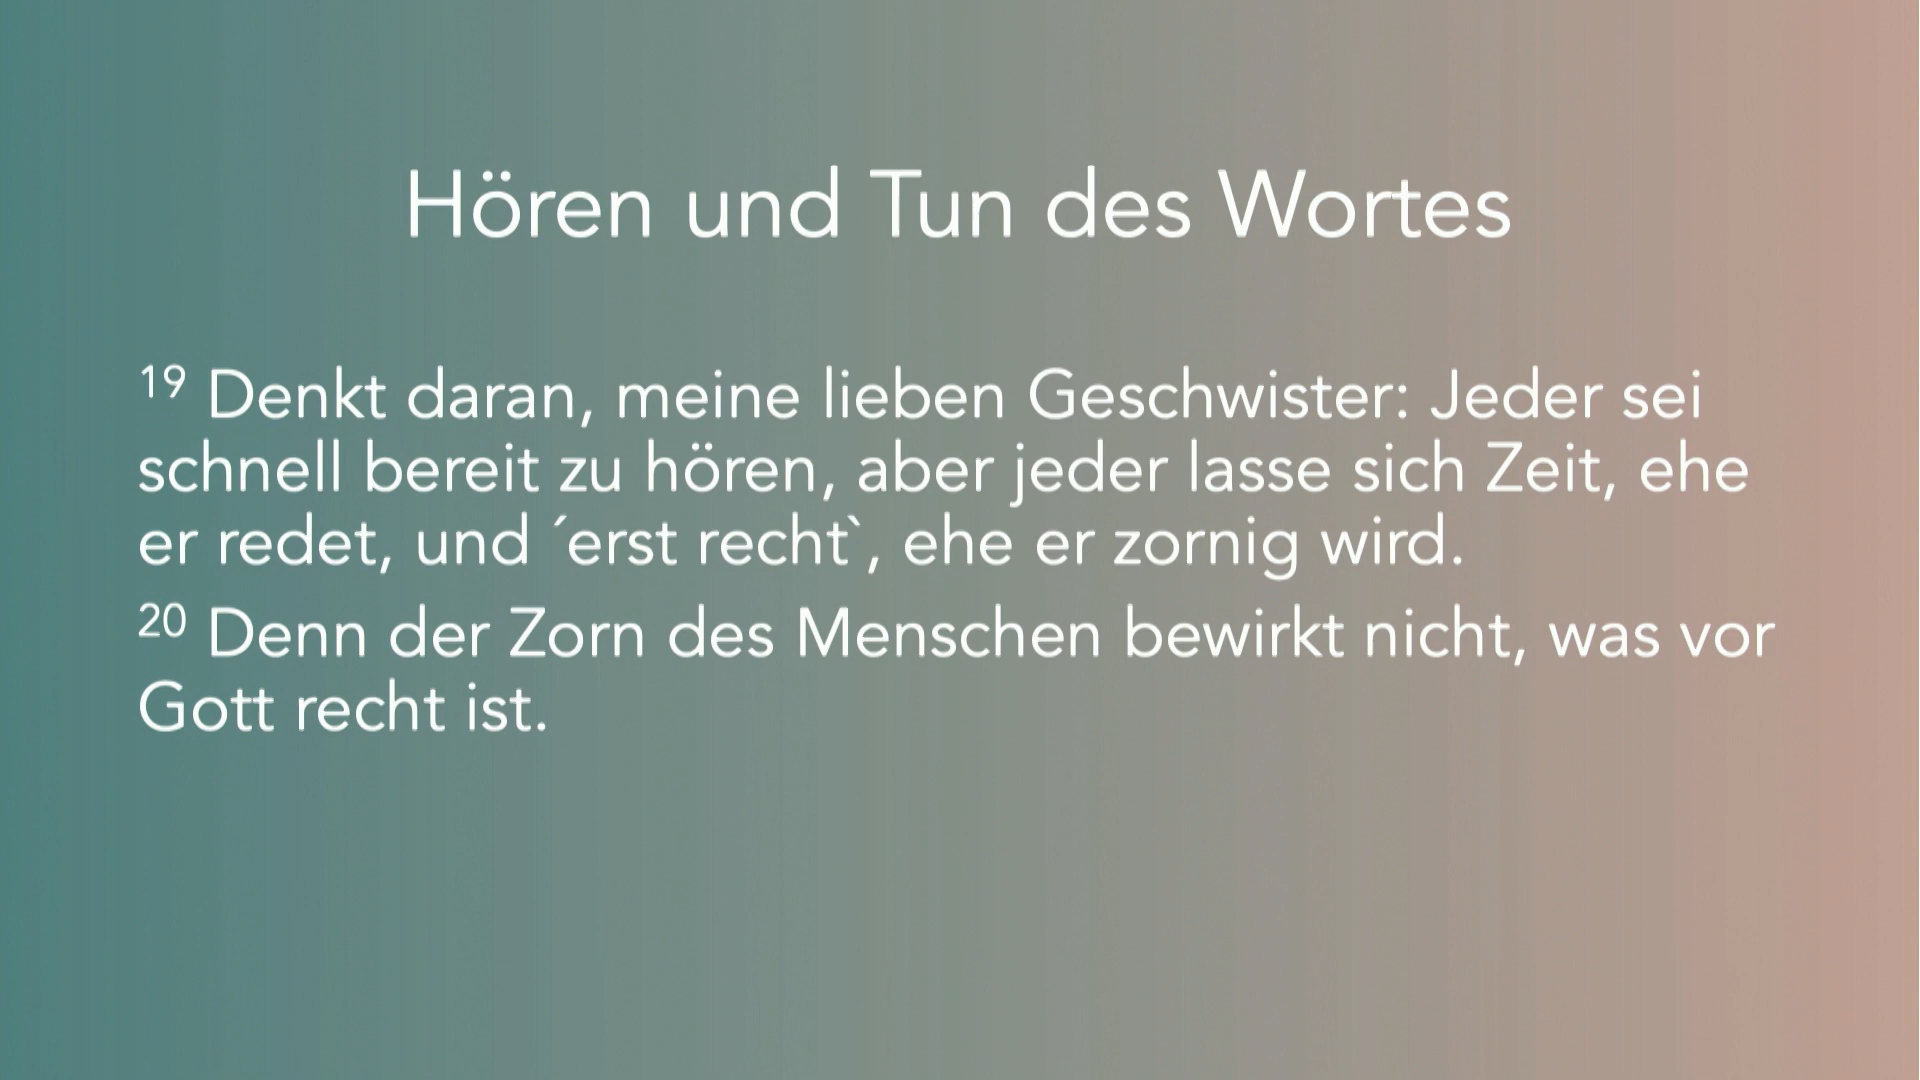 Hören und Tun des Wortes
19 Denkt daran, meine lieben Geschwister: Jeder sei
schnell bereit zu hören, aber jeder lasse sich Zeit, ehe
er redet, und ´erst recht`, ehe er zornig wird.
20 Denn der Zorn des Menschen bewirkt nicht, was vor
Gott recht ist.